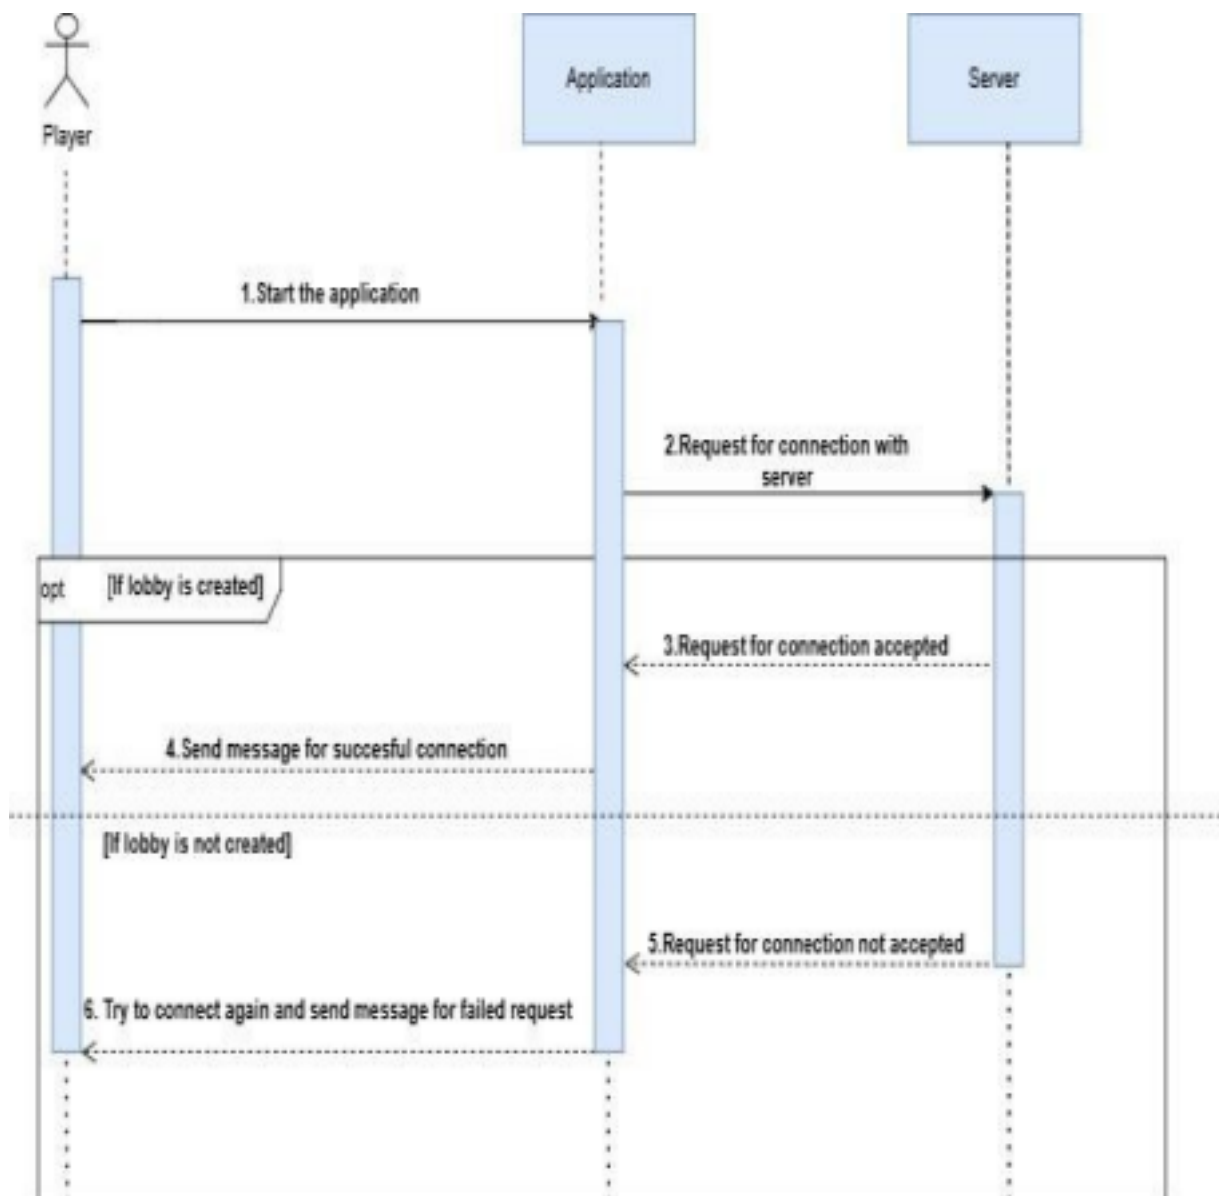 Player
Application
Server
1.Start the application
2.Request for connection with
server
opt
[If lobby is created]
3.Request for connection accepted
4.Send message for succesful connection
[If lobby is not created]
5.Request for connection not accepted
6. Try to connect again and send message for failed request